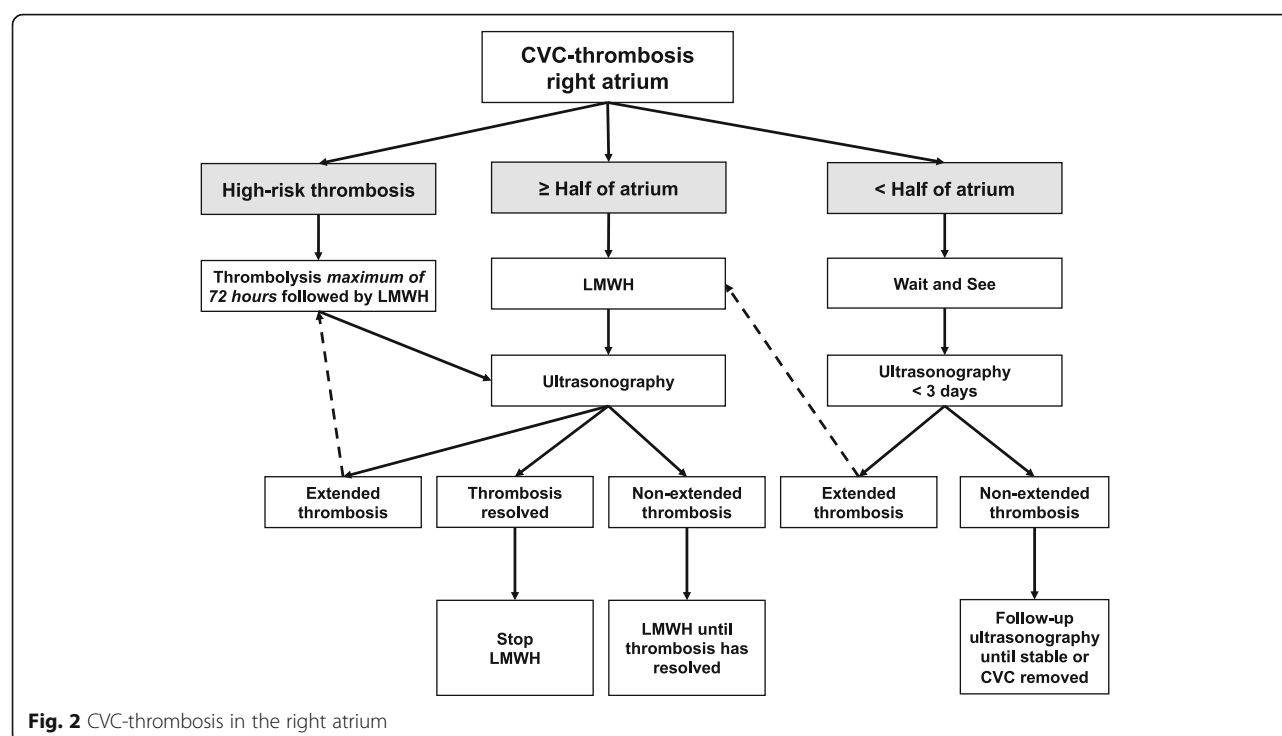 CVC-thrombosis
right atrium
High-risk thrombosis
≥ Half of atrium
< Half of atrium
Thrombolysis maximum of
72 hours followed by LMWH
LMWH
Wait and See
Ultrasonography
Ultrasonography
< 3 days
Extended
thrombosis
Thrombosis
resolved
Non-extended
thrombosis
Extended
thrombosis
Non-extended
thrombosis
Stop
LMWH
LMWH until
thrombosis has
resolved
Follow-up
ultrasonography
until stable or
CVC removed
Fig. 2 CVC-thrombosis in the right atrium